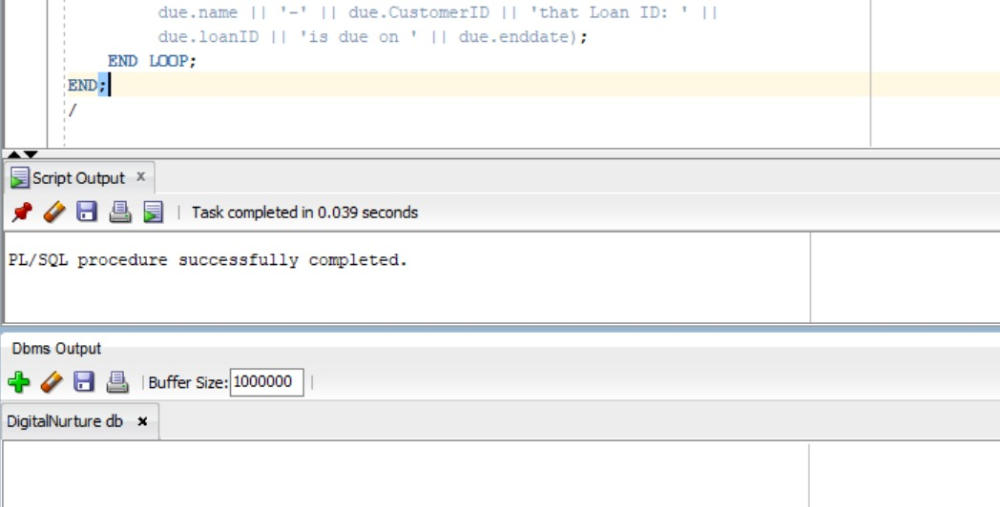 due.name || '-' || due.CustomerID || 'that Loan ID: ' ||
due.loanID || 'is due on ' || due.enddate);
END LOOP;
END;
/
Script Output x
Task completed in 0.039 seconds
PL/SQL procedure successfully completed.
Dbms Output
Buffer Size: 1000000
DigitalNurture db x